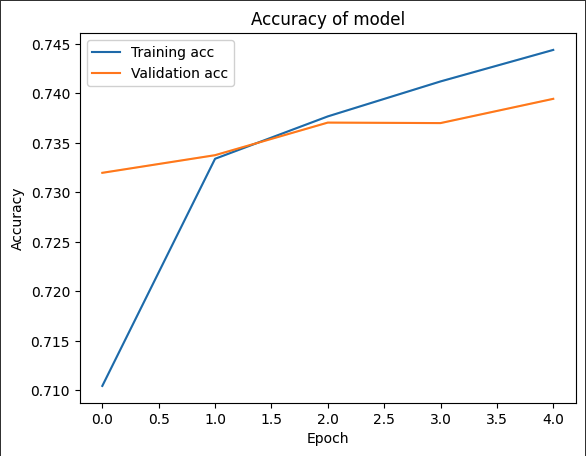 Accuracy of model
Training acc
Validation acc
0.745
0.740
0.735
0.730
0.725
0.720
0.715
0.710
Accuracy
0.0 0.5 1.0 1.5 2.0 2.5 3.0 3.5 4.0
Epoch